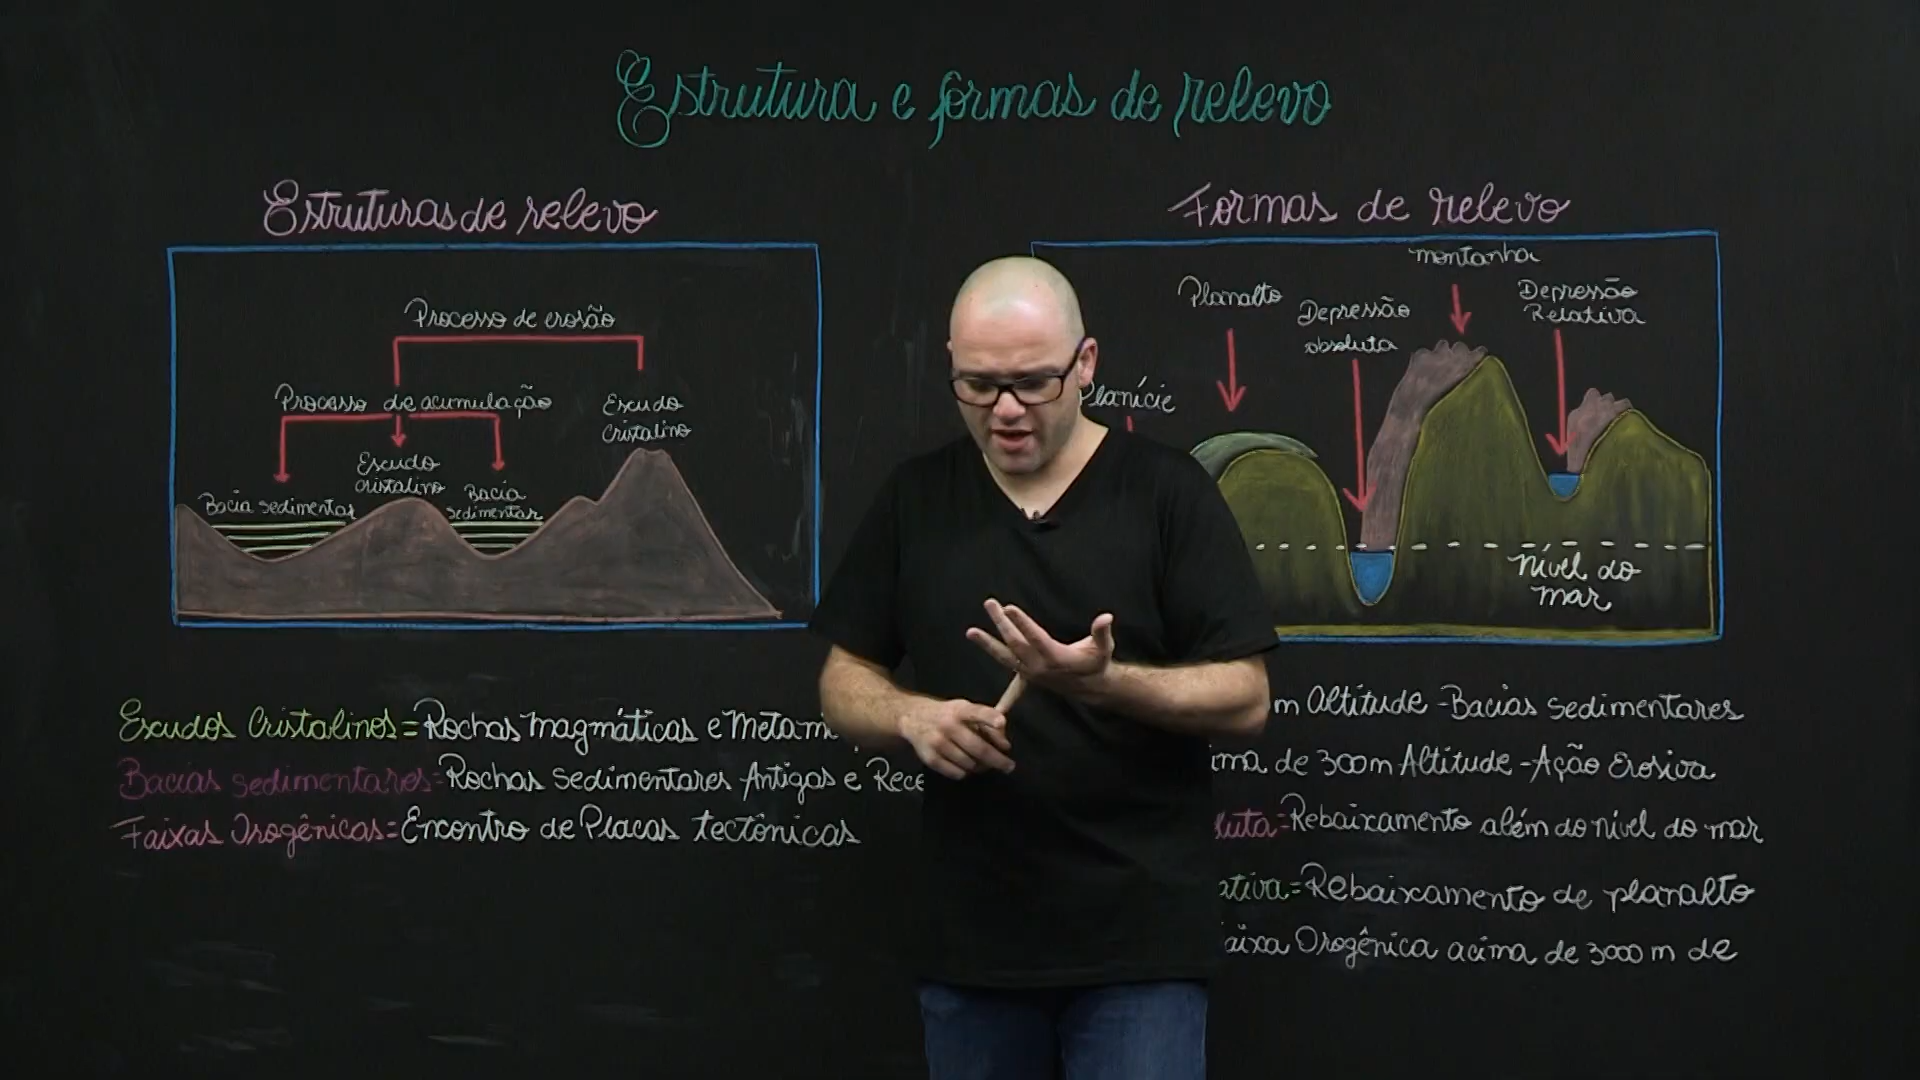 Estrutura e formas de relevo
Estruturas de relevo
Processo de erosão
Processo de acumulação
Escudo
Cristalino
Escudo
cristalino
Bacia sedimentar
Bacia
Sedimentar
Escudos Cristalinos = Rochas Magmáticas e Metam
Bacias Sedimentares = Rochas Sedimentares Antigas e Rece
Faixas Orogênicas = Encontro de Placas tectônicas
Formas de relevo
montanha
Planalto
Depressão
absoluta
Depressão
Relativa
Planície
Nível do
mar
m Altitude - Bacias Sedimentares
ima de 300m Altitude - Ação Erosiva
luta = Rebaixamento além do nível do mar
ativa = Rebaixamento de planalto
aixa Orogênica acima de 3000 m de